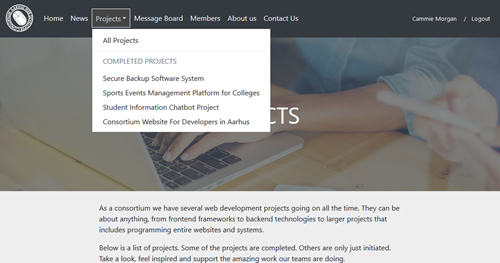 Home News Projects Message Board Members About us Contact Us Cammie Morgan / Logout
All Projects
COMPLETED PROJECTS
Secure Backup Software System
Sports Events Management Platform for Colleges
Student Information Chatbot Project
Consortium Website For Developers in Aarhus
CTS
As a consortium we have several web development projects going on all the time. They can be
about anything, from frontend frameworks to backend technologies to larger projects that
includes programming entire websites and systems.
Below is a list of projects. Some of the projects are completed. Others are only just initiated.
Take a look, feel inspired and support the amazing work our teams are doing.